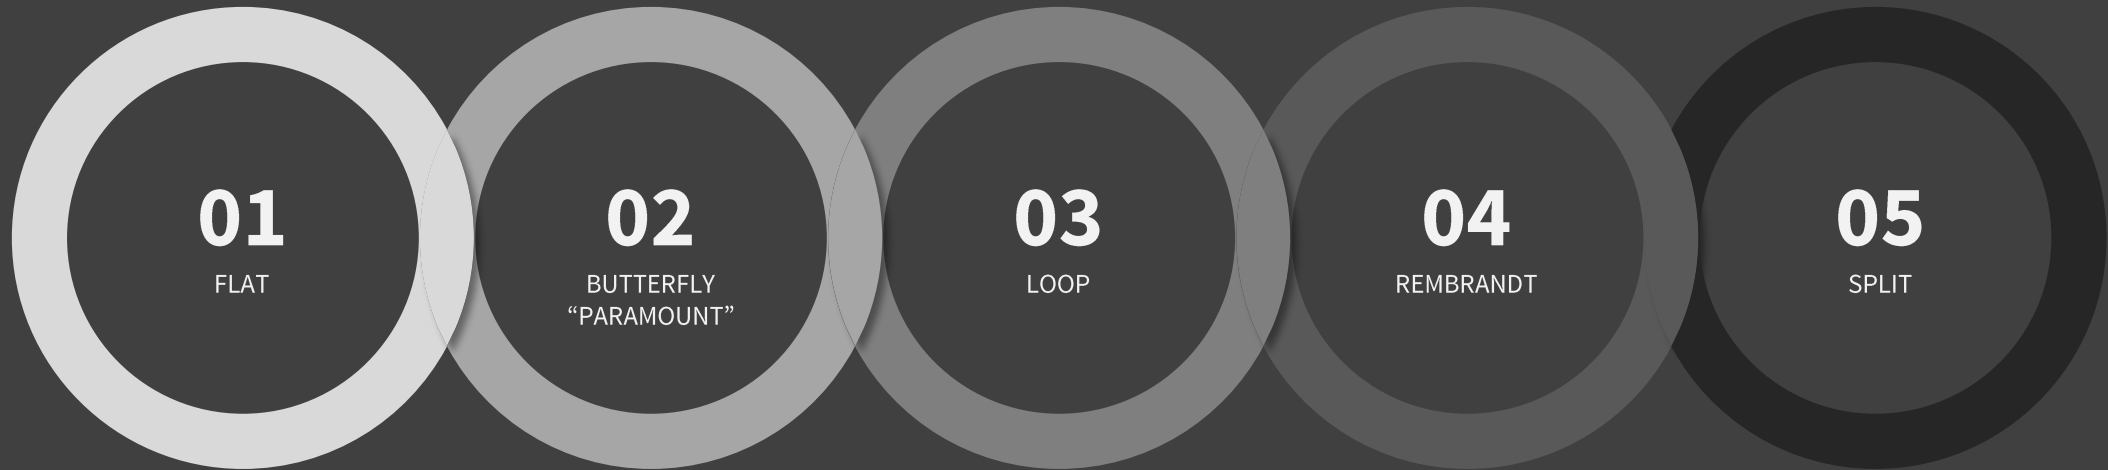 01
FLAT
02
BUTTERFLY
“PARAMOUNT”
03
LOOP
04
REMBRANDT
05
SPLIT